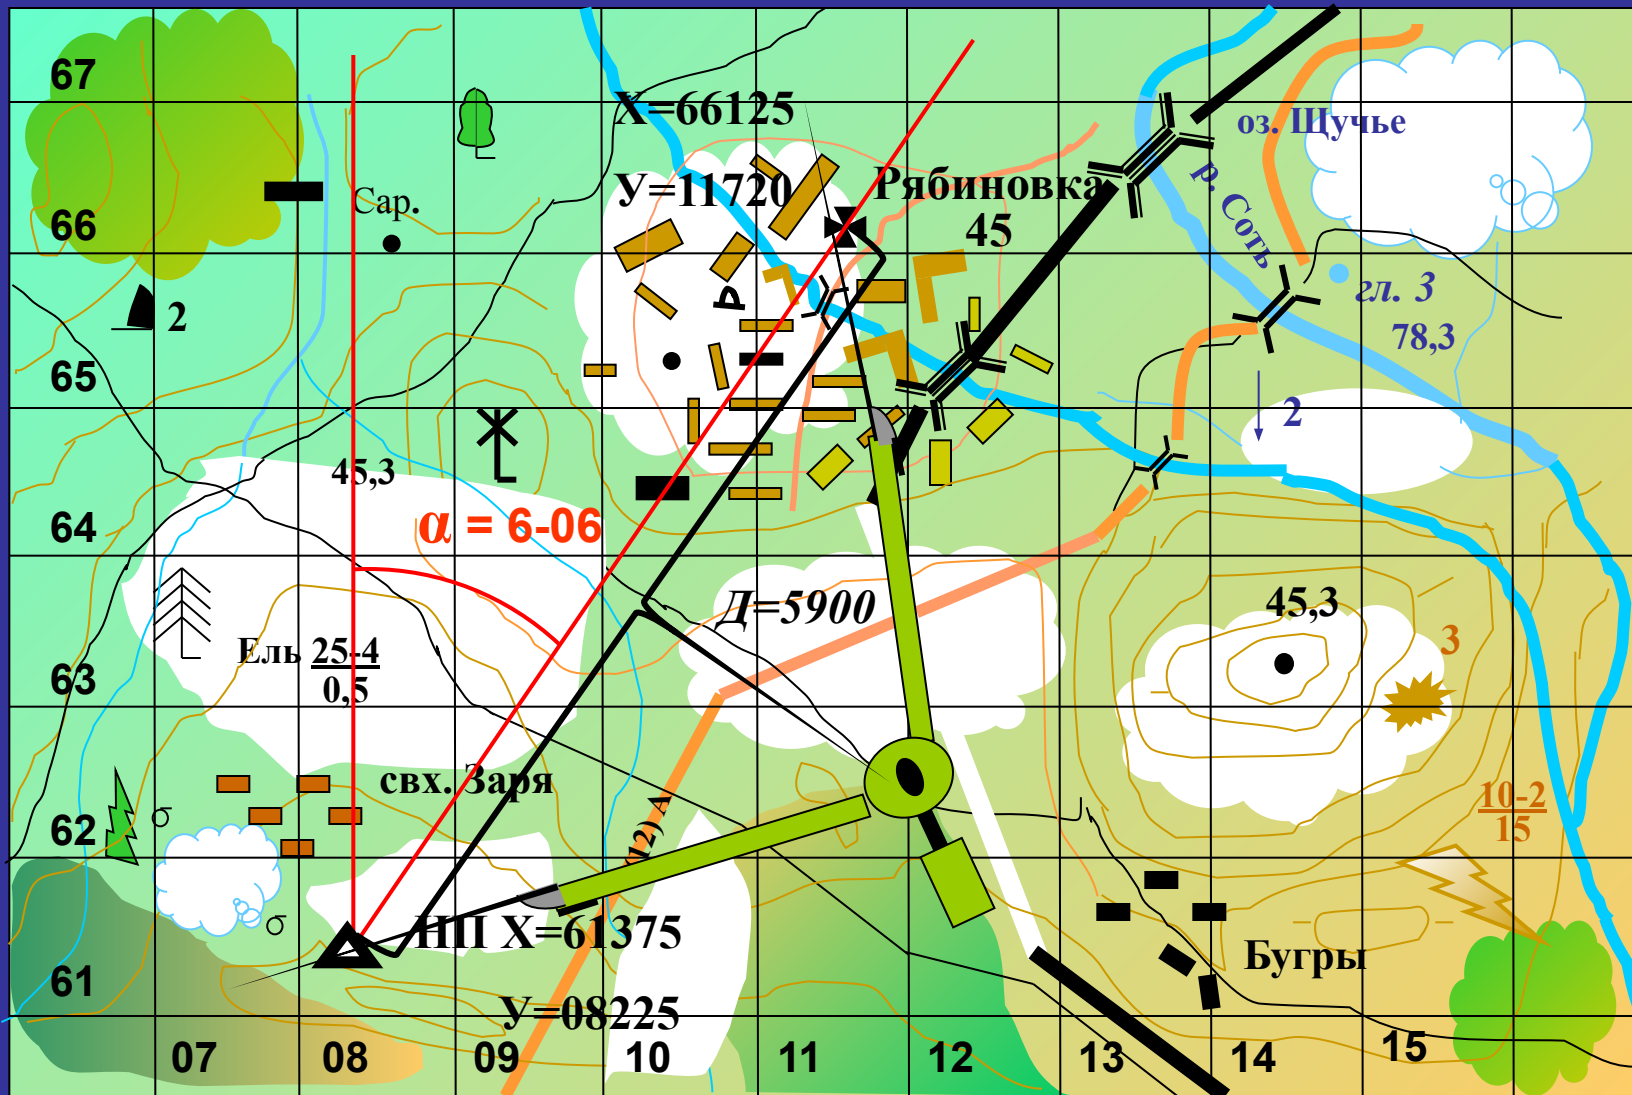 67
Х=66125
оз. Щучье
У=11720
Рябиновка
45
Сар.
р. Соть
66
гл. 3
78,3
2
65
2
45,3
α = 6-06
64
Д=5900
45,3
3
Ель 25-4
0,5
63
свх. Заря
10-2
15
62
(12) А
σ
σ
НП Х=61375
Бугры
61
У=08225
07 08 09 10 11 12 13 14 15